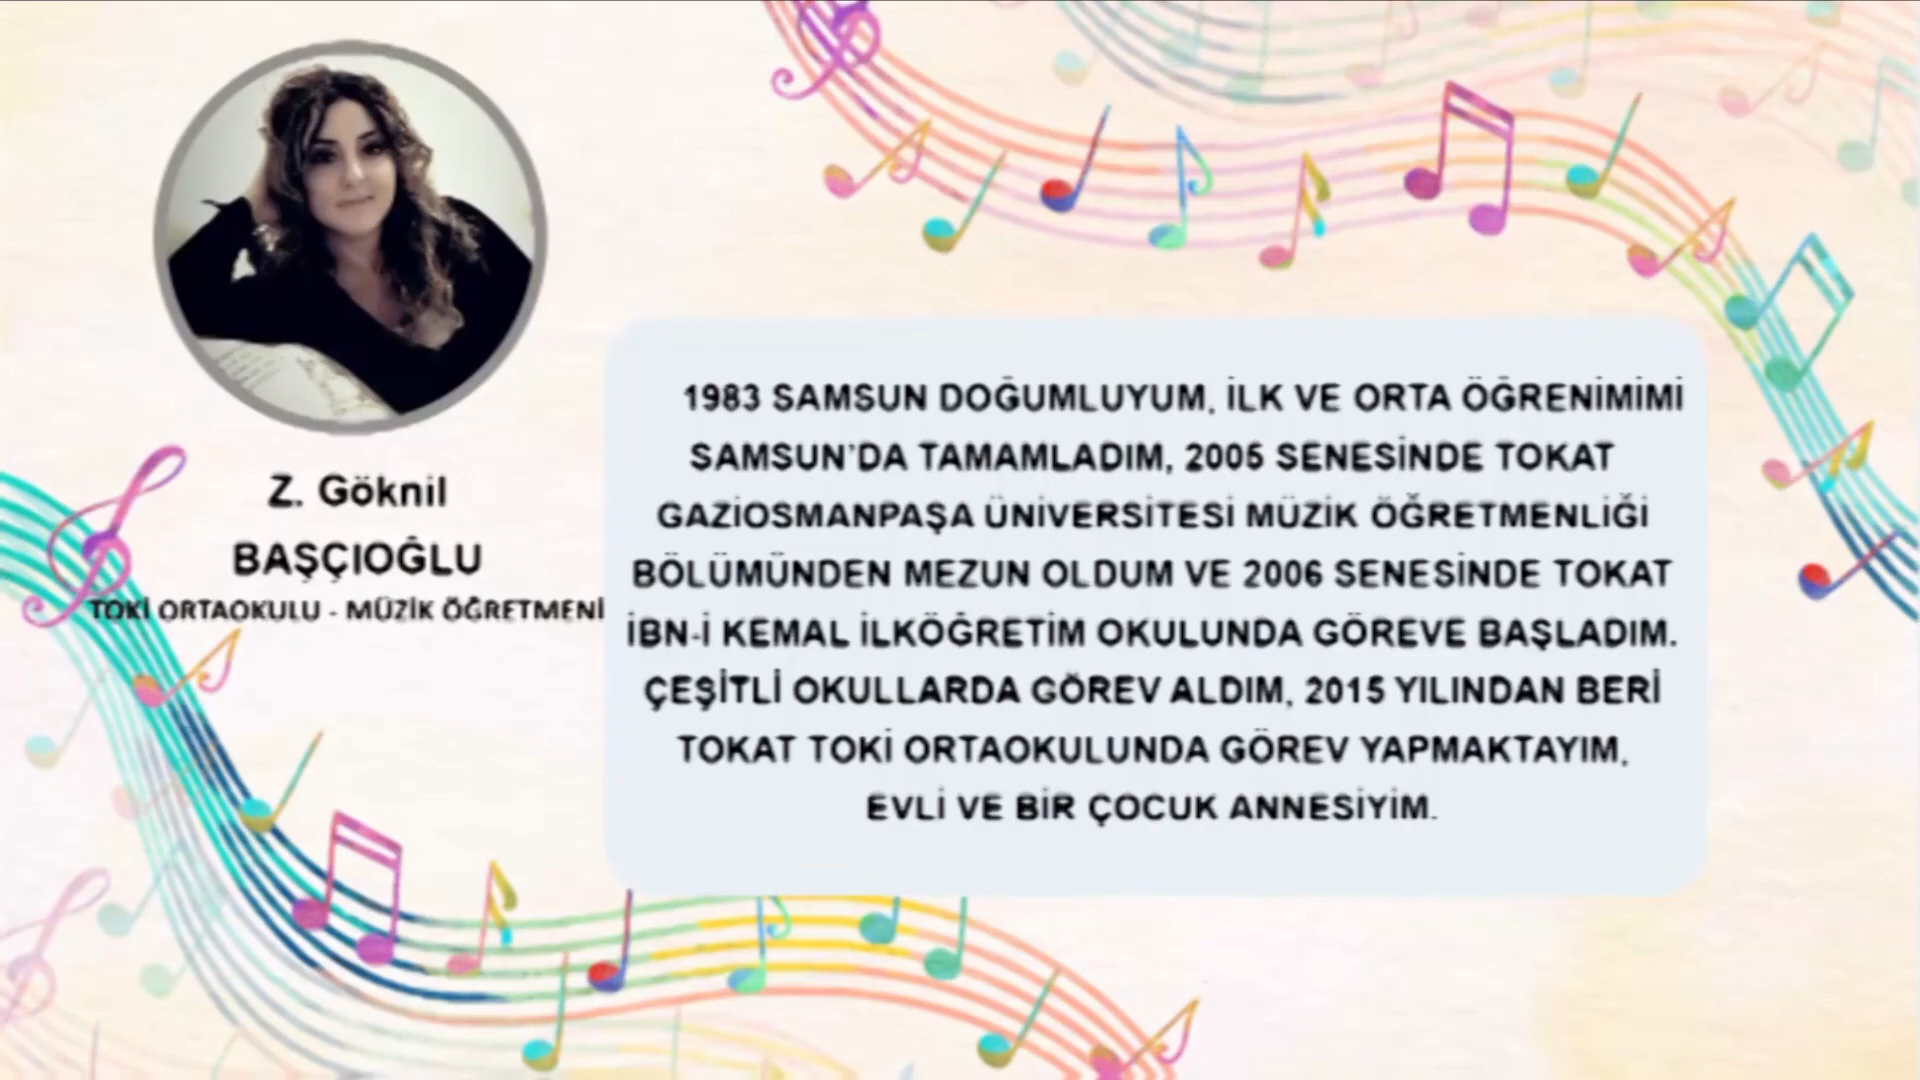 Z. Göknil
BAŞÇIOĞLU
TOKİ ORTAOKULU - MÜZİK ÖĞRETMENİ
1983 SAMSUN DOĞUMLUYUM, İLK VE ORTA ÖĞRENİMİMİ
SAMSUN'DA TAMAMLADIM, 2005 SENESİNDE TOKAT
GAZİOSMANPAŞA ÜNİVERSİTESİ MÜZİK ÖĞRETMENLİĞİ
BÖLÜMÜNDEN MEZUN OLDUM VE 2006 SENESİNDE TOKAT
İBN-İ KEMAL İLKÖĞRETİM OKULUNDA GÖREVE BAŞLADIM.
ÇEŞİTLİ OKULLARDA GÖREV ALDIM, 2015 YILINDAN BERİ
TOKAT TOKİ ORTAOKULUNDA GÖREV YAPMAKTAYIM,
EVLİ VE BİR ÇOCUK ANNESİYİM.